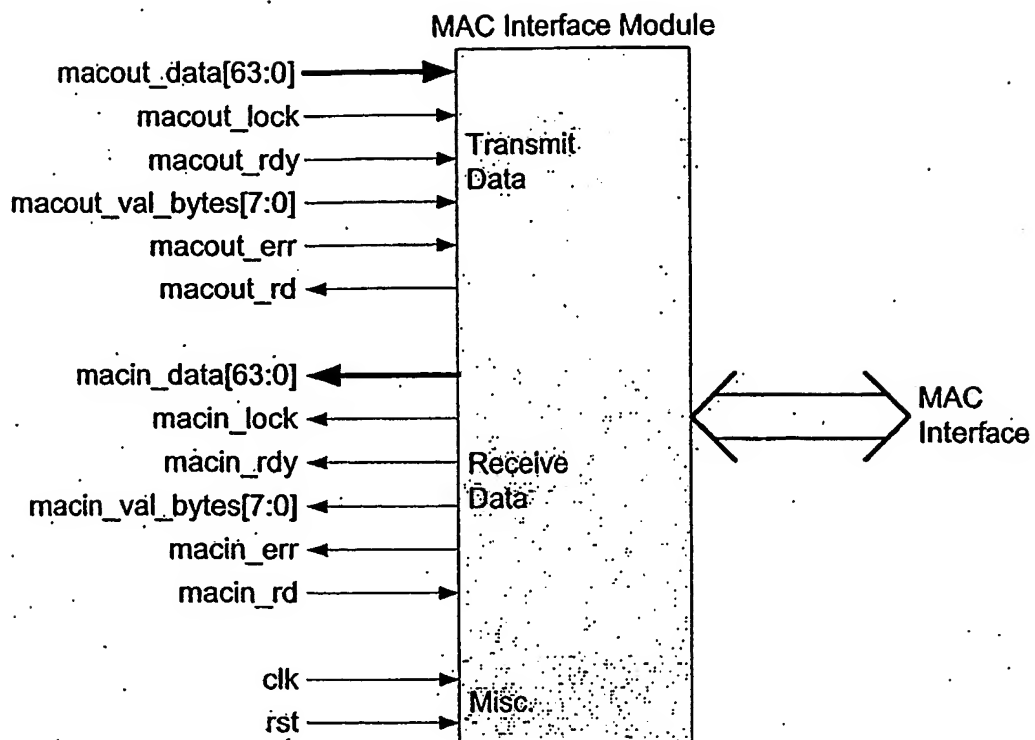 MAC Interface Module
macout_data[63:0]
macout_lock
macout_rdy
macout_val_bytes[7:0]
macout_err
macout_rd
Transmit
Data
macin_data[63:0]
macin_lock
macin_rdy
macin_val_bytes[7:0]
macin_err
macin_rd
Receive
Data
MAC
Interface
clk
rst
Misc.